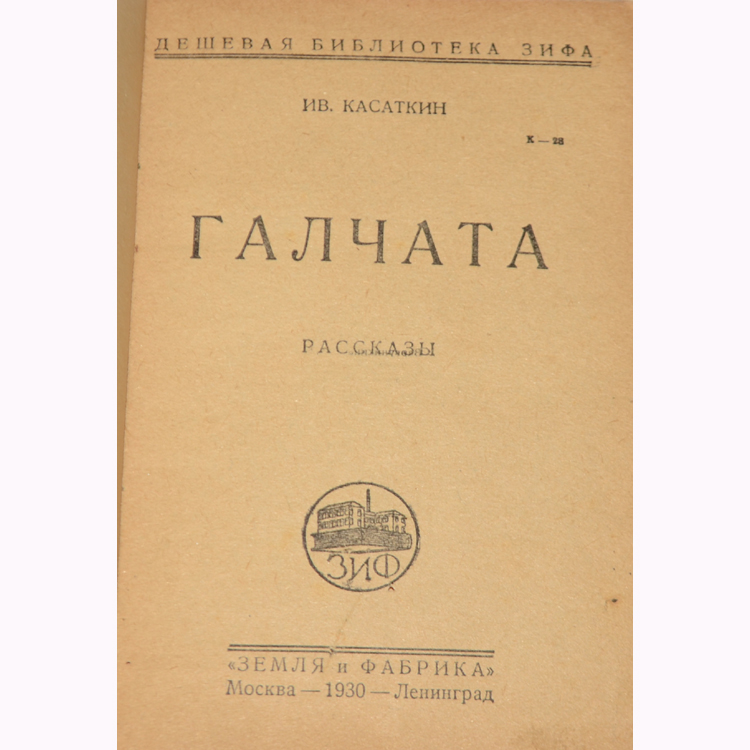 ДЕШЕВАЯ БИБЛИОТЕКА ЗИФА
ИВ. КАСАТКИН
К — 28
ГАЛЧАТА
РАССКАЗЫ
ЗИФ
«ЗЕМЛЯ и ФАБРИКА»
Москва — 1930 — Ленинград